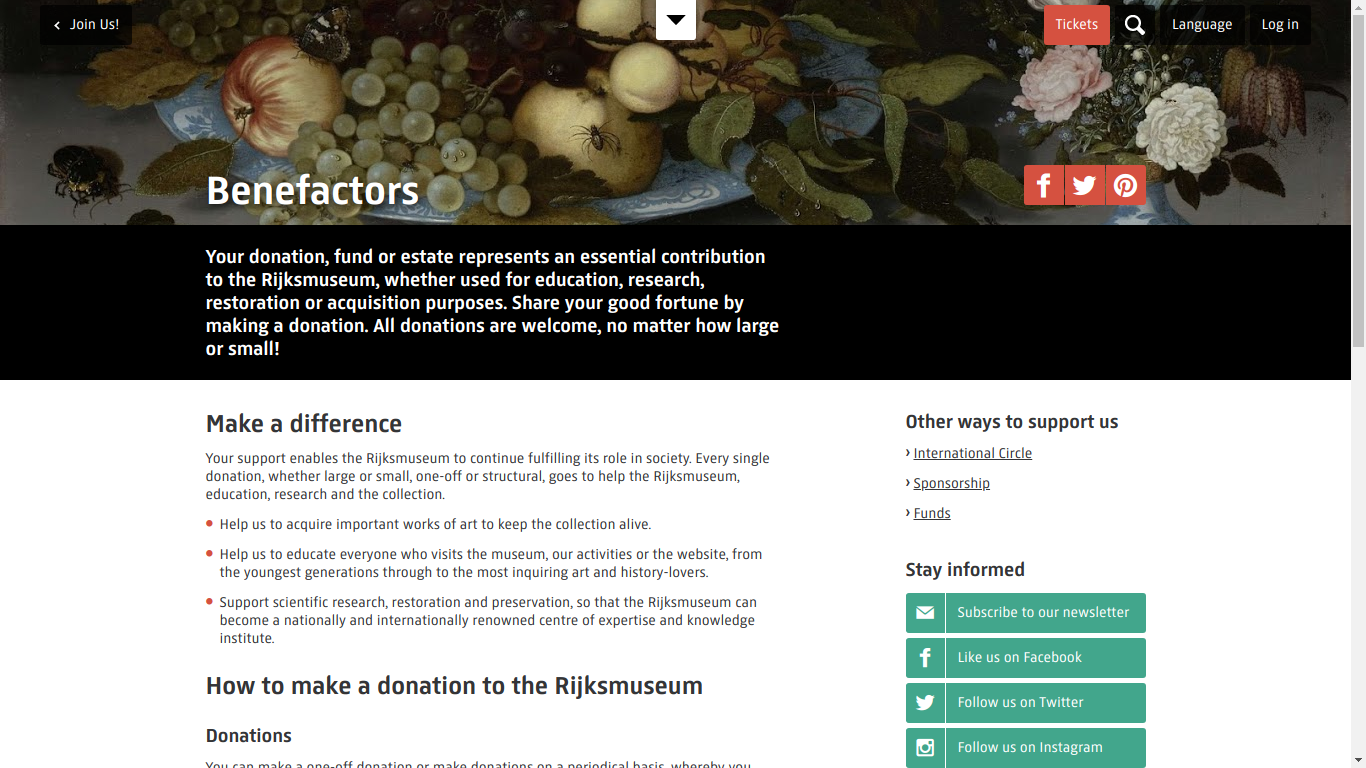 Join Us!
Tickets
Language
Log in
Benefactors
Your donation, fund or estate represents an essential contribution
to the Rijksmuseum, whether used for education, research,
restoration or acquisition purposes. Share your good fortune by
making a donation. All donations are welcome, no matter how large
or small!
Make a difference
Your support enables the Rijksmuseum to continue fulfilling its role in society. Every single
donation, whether large or small, one-off or structural, goes to help the Rijksmuseum,
education, research and the collection.
Help us to acquire important works of art to keep the collection alive.
Help us to educate everyone who visits the museum, our activities or the website, from
the youngest generations through to the most inquiring art and history-lovers.
Support scientific research, restoration and preservation, so that the Rijksmuseum can
become a nationally and internationally renowned centre of expertise and knowledge
institute.
How to make a donation to the Rijksmuseum
Donations
You can make a one-off donation or make donations on a periodical basis, whereby you
Other ways to support us
› International Circle
› Sponsorship
› Funds
Stay informed
Subscribe to our newsletter
Like us on Facebook
Follow us on Twitter
Follow us on Instagram